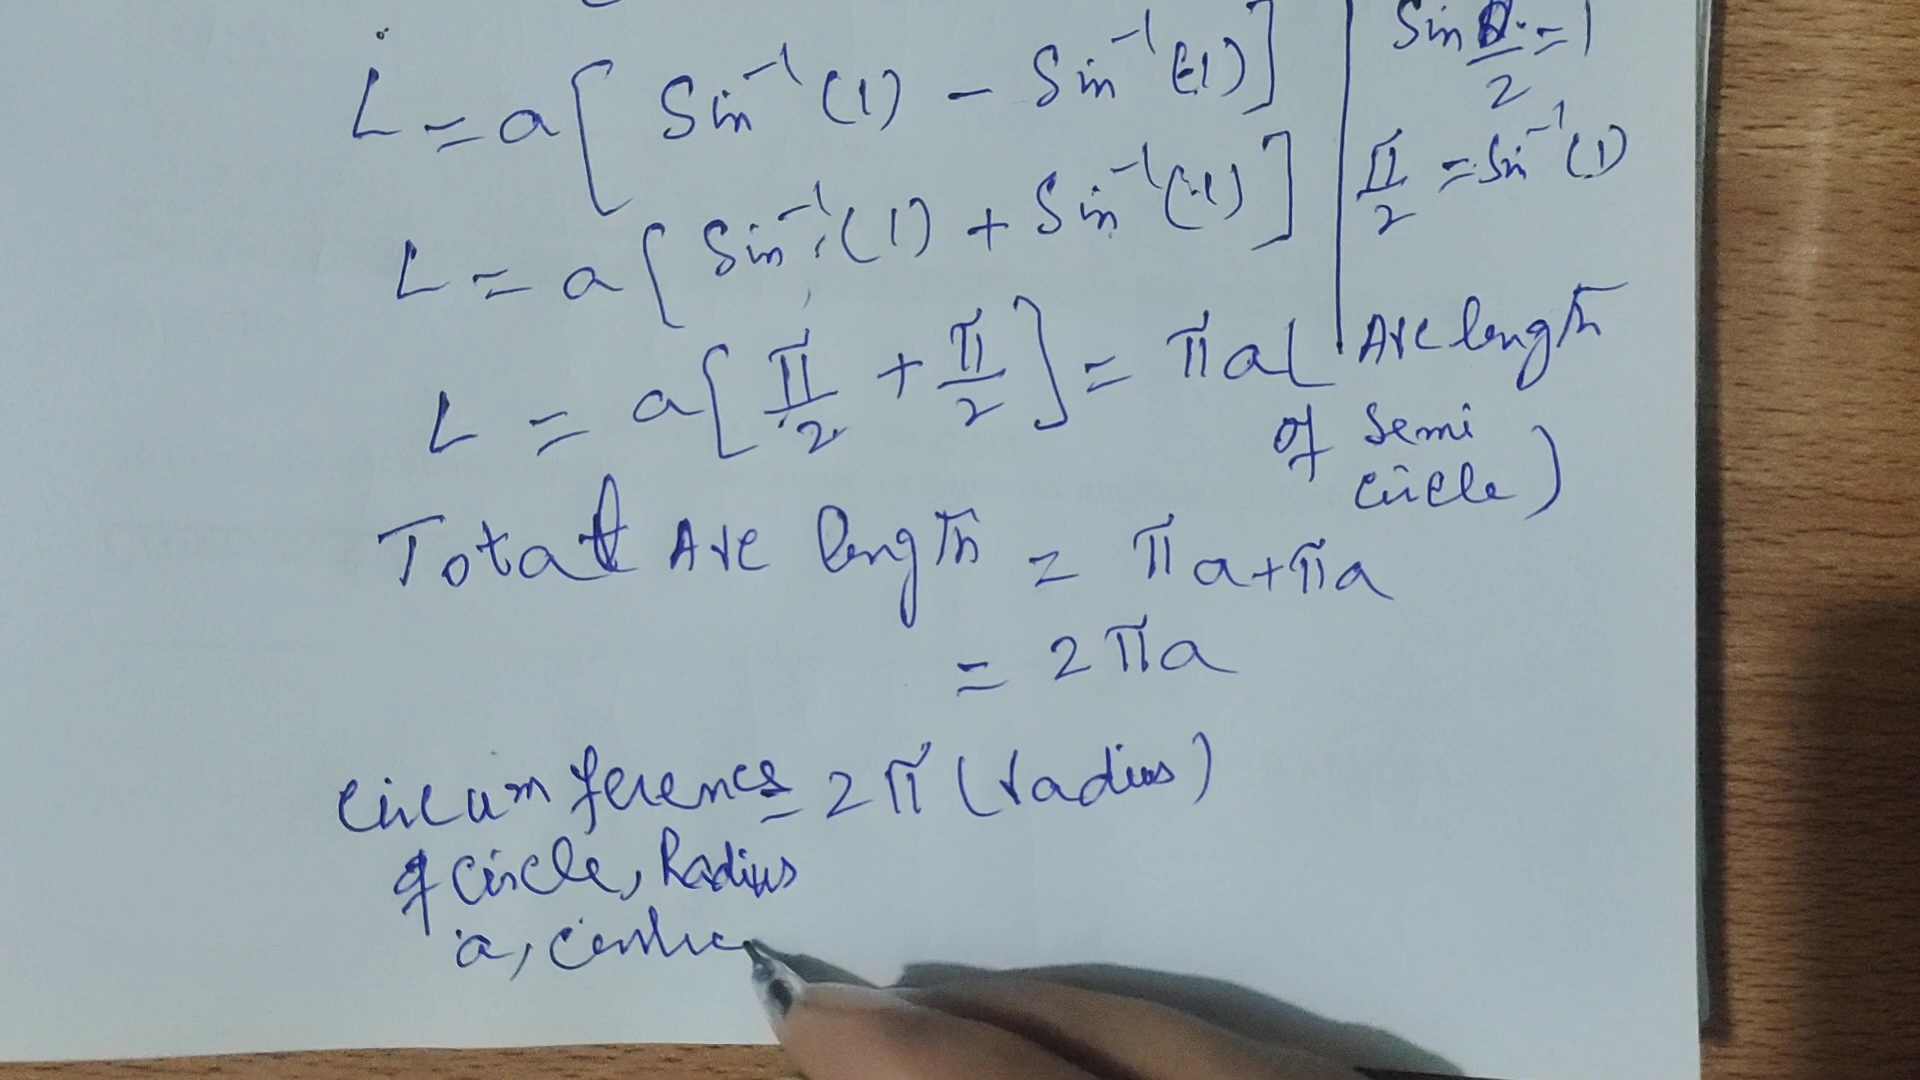 L = a[ Sin⁻¹(1) - Sin⁻¹(-1)]
Sin π/2 = 1
π/2 = Sin⁻¹(1)
L = a[ Sin⁻¹(1) + Sin⁻¹(1)]
L = a[ π/2 + π/2 ] = πa ( Arc length
of Semi
circle)
Total Arc length = πa+πa
= 2πa
Circumference = 2π (radius)
of circle, Radius
a, centre